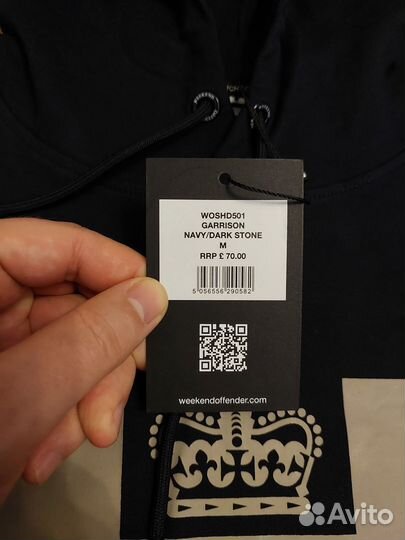 WOSHD501
GARRISON
NAVY/DARK STONE
M
RRP £ 70.00
5 056556 290582
weekendoffender.com
Avito